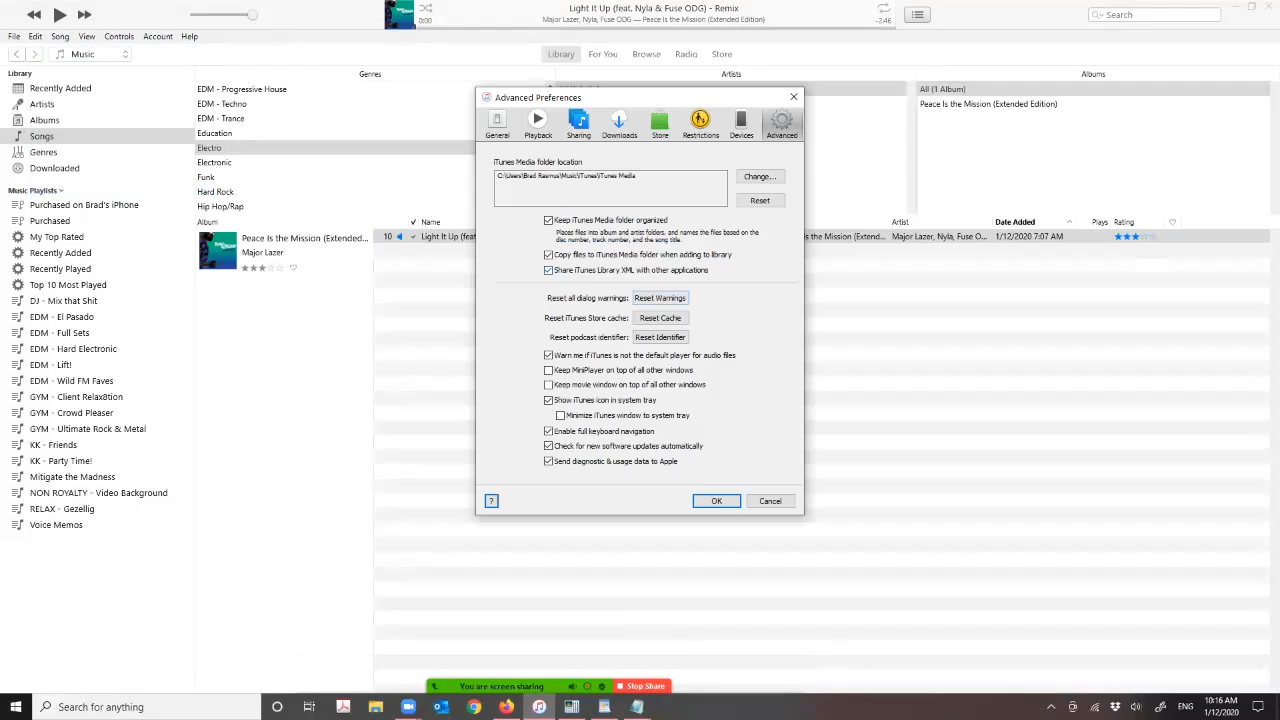 Light It Up (feat. Nyla & Fuse ODG) - Remix
0:00
Major Lazer, Nyla, Fuse ODG — Peace Is the Mission (Extended Edition)
-2:46
Search
File Edit Song View Controls Account Help
Music
Library For You Browse Radio Store
Library
Recently Added
Artists
Albums
Songs
Genres
Downloaded
Music Playlists
Purchased on Brad's iPhone
Purchased
My Top Rated
Recently Added
Recently Played
Top 10 Most Played
DJ - Mix that Shit
EDM - El Pasado
EDM - Full Sets
EDM - Hard Electronic
EDM - Lift!
EDM - Wild FM Faves
GYM - Client Relax8tion
GYM - Crowd Pleaser
GYM - Ultimate Rock & Metal
KK - Friends
KK - Party Time!
Mitigate the Madness
NON ROYALTY - Video Background
RELAX - Gezellig
Voice Memos
Genres Artists Albums
EDM - Progressive House
EDM - Techno
EDM - Trance
Education
Electro
Electronic
Funk
Hard Rock
Hip Hop/Rap
All (1 Album)
Peace Is the Mission (Extended Edition)
Album Name Artist Date Added Plays Rating
Peace Is the Mission (Extended...
Major Lazer
10 Light It Up (fea
Is the Mission (Extend... Major Lazer, Nyla, Fuse O... 1/12/2020 7:07 AM
Advanced Preferences
General Playback Sharing Downloads Store Restrictions Devices Advanced
iTunes Media folder location
C:\Users\Brad Rasmus\Music\iTunes\iTunes Media
Change...
Reset
Keep iTunes Media folder organized
Places files into album and artist folders, and names the files based on the
disc number, track number, and the song title.
Copy files to iTunes Media folder when adding to library
Share iTunes Library XML with other applications
Reset all dialog warnings: Reset Warnings
Reset iTunes Store cache: Reset Cache
Reset podcast identifier: Reset Identifier
Warn me if iTunes is not the default player for audio files
Keep MiniPlayer on top of all other windows
Keep movie window on top of all other windows
Show iTunes icon in system tray
Minimize iTunes window to system tray
Enable full keyboard navigation
Check for new software updates automatically
Send diagnostic & usage data to Apple
? OK Cancel
You are screen sharing Stop Share
Search for anything
ENG
10:16 AM
1/12/2020